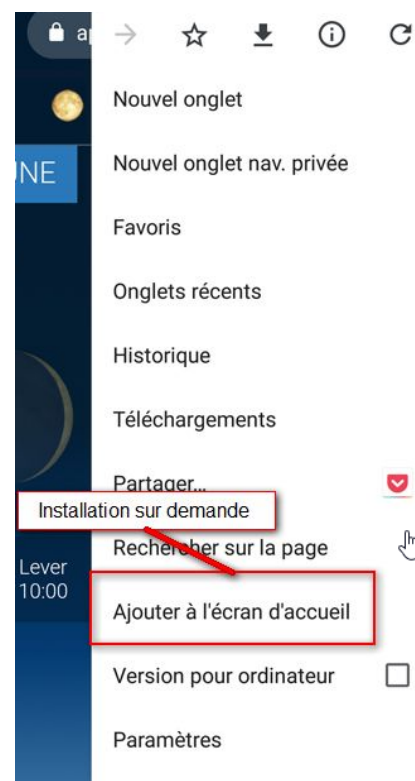 a
Nouvel onglet
UNE
Nouvel onglet nav. privée
Favoris
Onglets récents
Historique
Téléchargements
Partager...
Installation sur demande
Rechercher sur la page
Lever
10:00
Ajouter à l'écran d'accueil
Version pour ordinateur
Paramètres